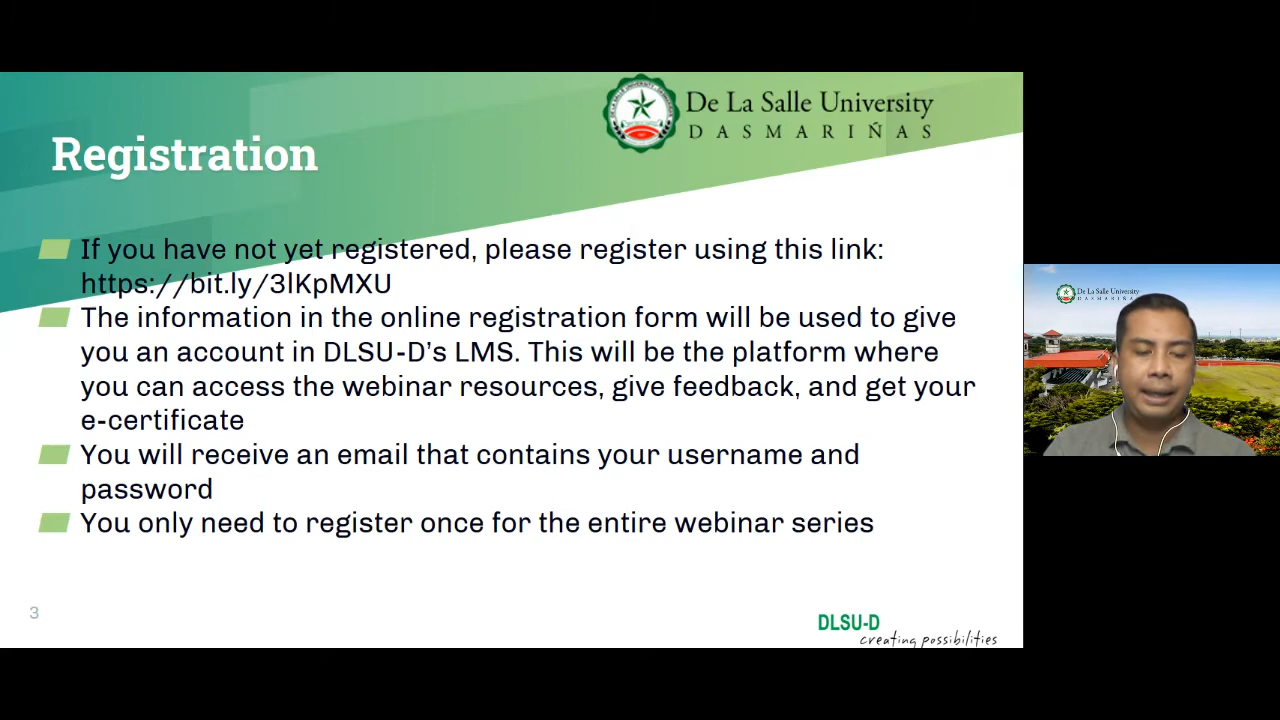 De La Salle University
DASMARIÑAS
Registration
If you have not yet registered, please register using this link:
https://bit.ly/3lKpMXU
The information in the online registration form will be used to give
you an account in DLSU-D’s LMS. This will be the platform where
you can access the webinar resources, give feedback, and get your
e-certificate
You will receive an email that contains your username and
password
You only need to register once for the entire webinar series
3
DLSU-D
creating possibilities
De La Salle University